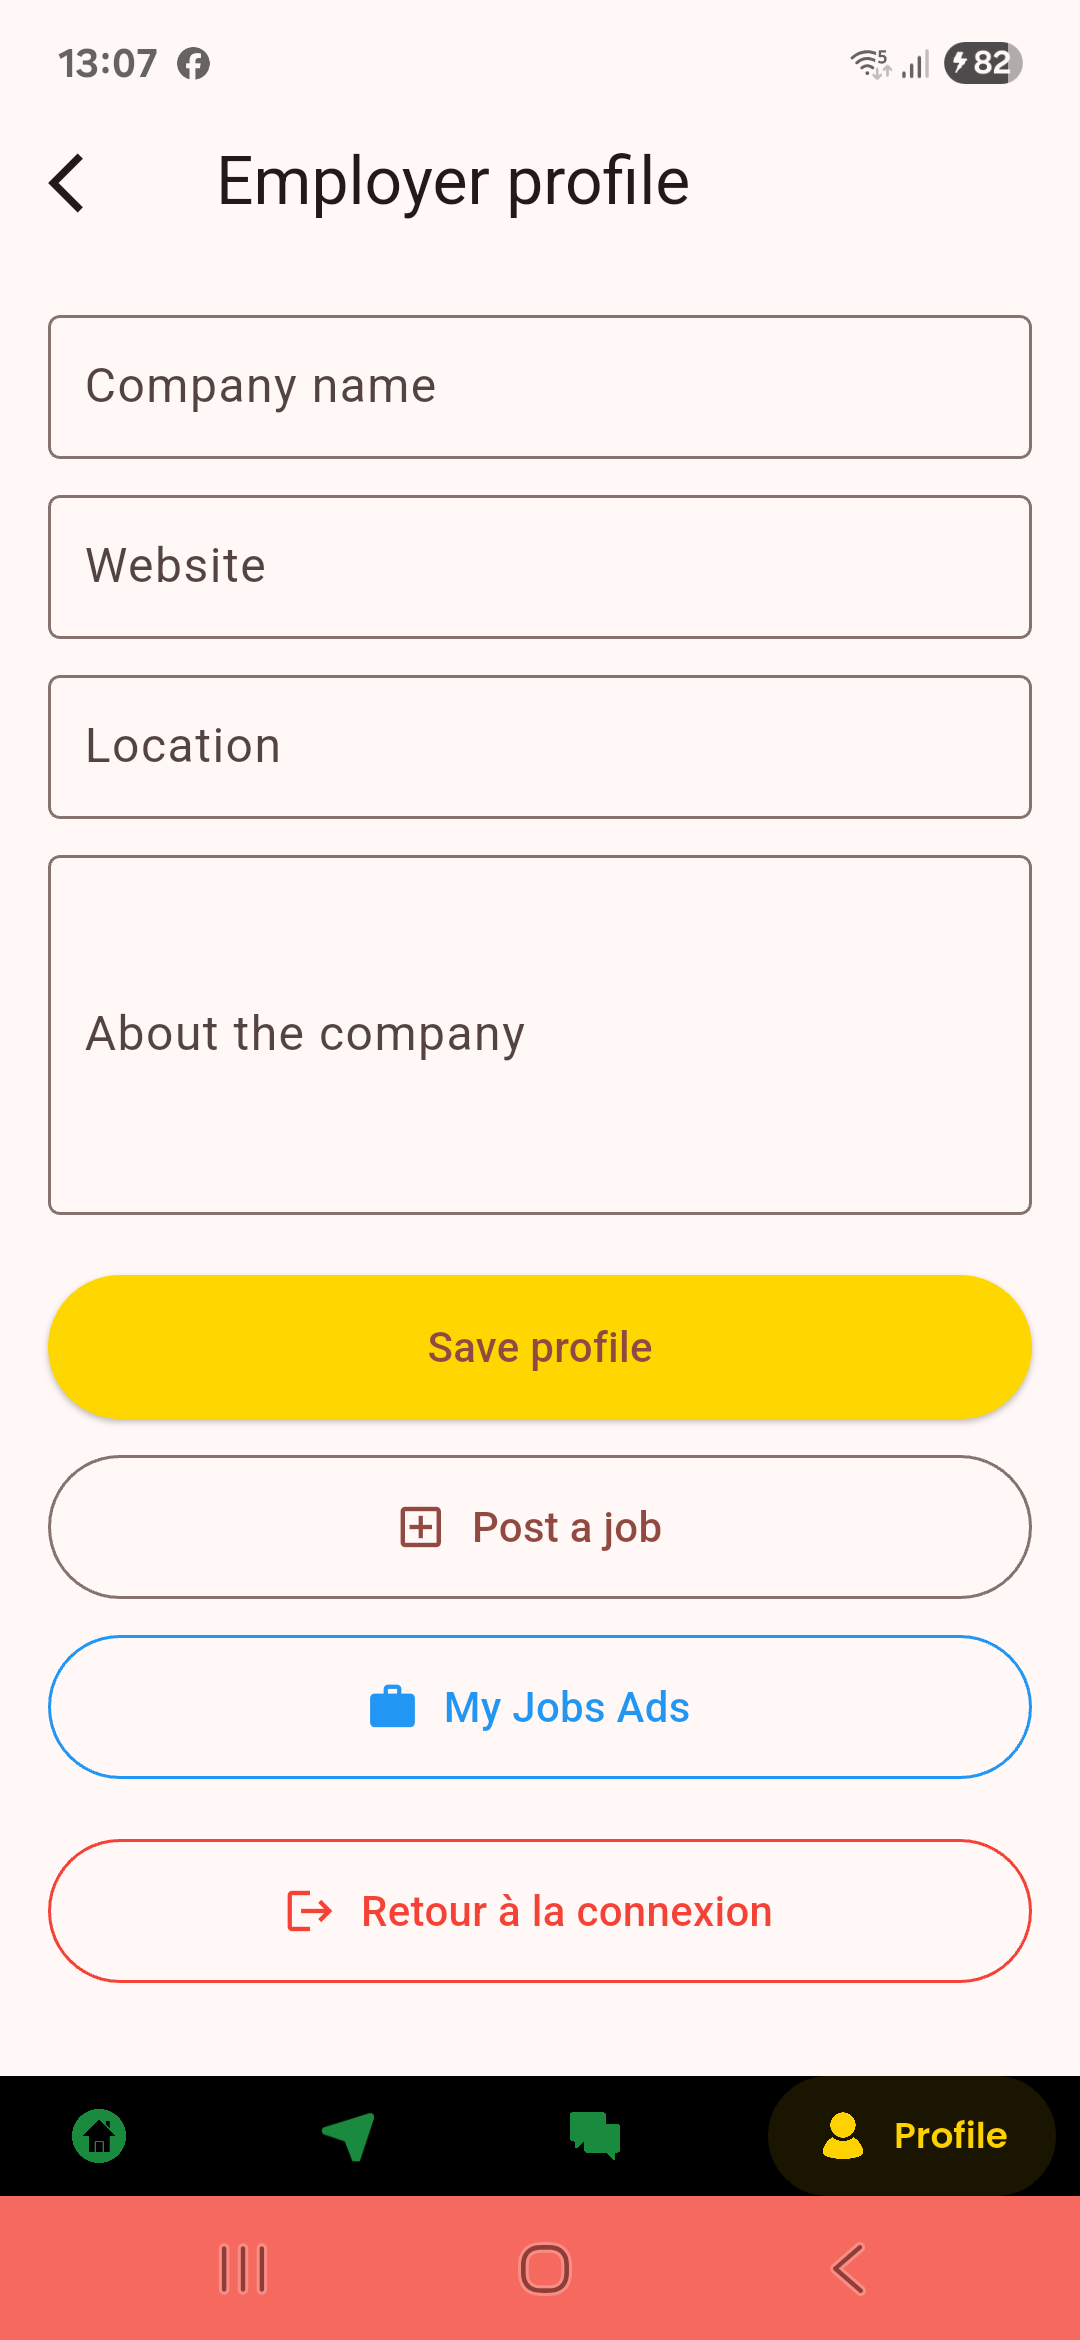 13:07
5
82
Employer profile
Company name
Website
Location
About the company
Save profile
Post a job
My Jobs Ads
Retour à la connexion
Profile